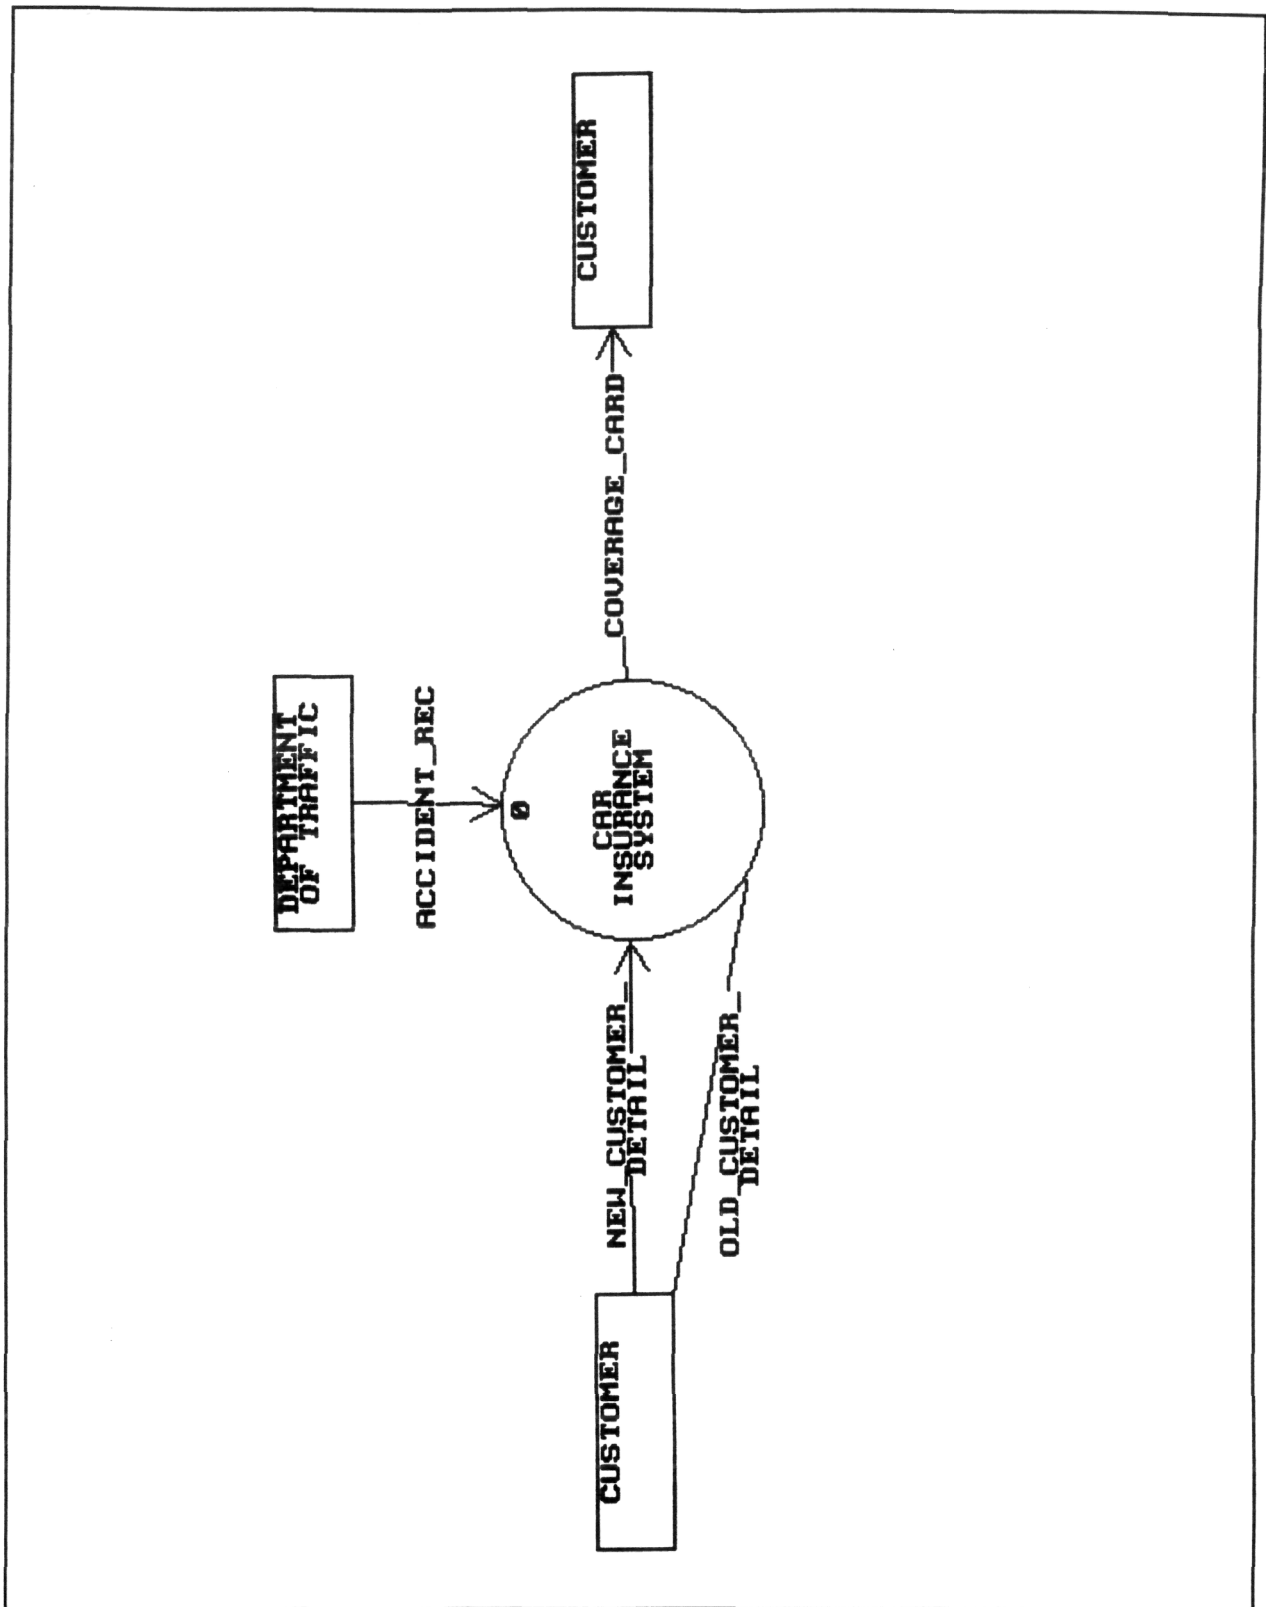 DEPARTMENT
OF TRAFFIC
ACCIDENT_REC
CUSTOMER
NEW_CUSTOMER_
DETAIL
OLD_CUSTOMER_
DETAIL
0
CAR
INSURANCE
SYSTEM
COVERAGE_CARD
CUSTOMER